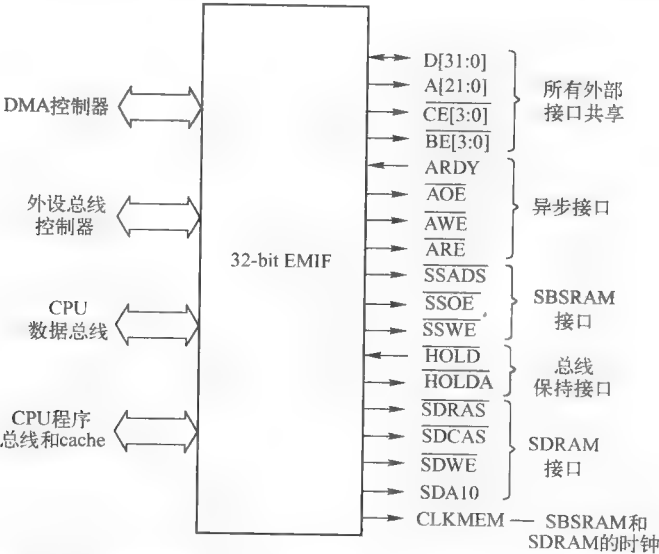 DMA控制器
外设总线
控制器
CPU
数据总线
CPU程序
总线和cache
32-bit EMIF
D[31:0]
A[21:0]
CE[3:0]
BE[3:0]
所有外部
接口共享
ARDY
AOE
AWE
ARE
异步接口
SSADS
SSOE
SSWE
SBSRAM
接口
HOLD
HOLDA
总线
保持接口
SDRAS
SDCAS
SDWE
SDA10
SDRAM
接口
CLKMEM — SBSRAM和
SDRAM的时钟